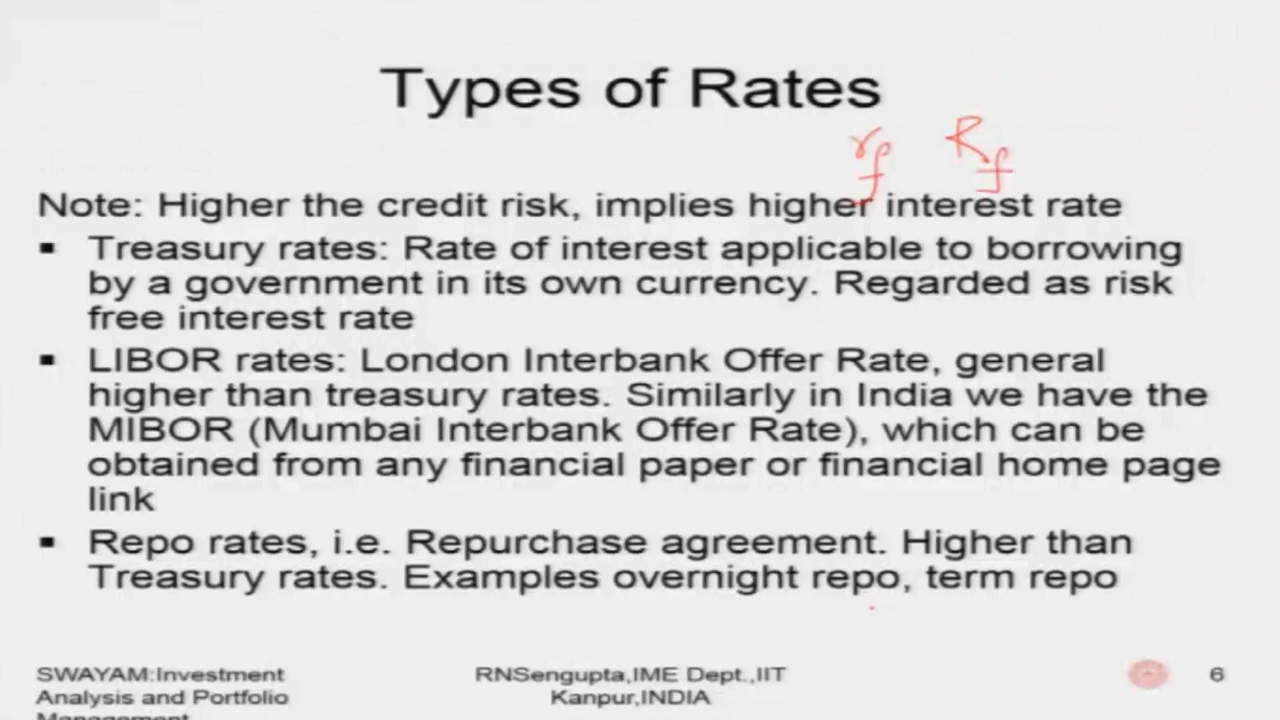 Types of Rates
rf Rf
Note: Higher the credit risk, implies higher interest rate
▪ Treasury rates: Rate of interest applicable to borrowing
by a government in its own currency. Regarded as risk
free interest rate
▪ LIBOR rates: London Interbank Offer Rate, general
higher than treasury rates. Similarly in India we have the
MIBOR (Mumbai Interbank Offer Rate), which can be
obtained from any financial paper or financial home page
link
▪ Repo rates, i.e. Repurchase agreement. Higher than
Treasury rates. Examples overnight repo, term repo
SWAYAM:Investment
Analysis and Portfolio
Management
RNSengupta,IME Dept.,IIT
Kanpur,INDIA
6